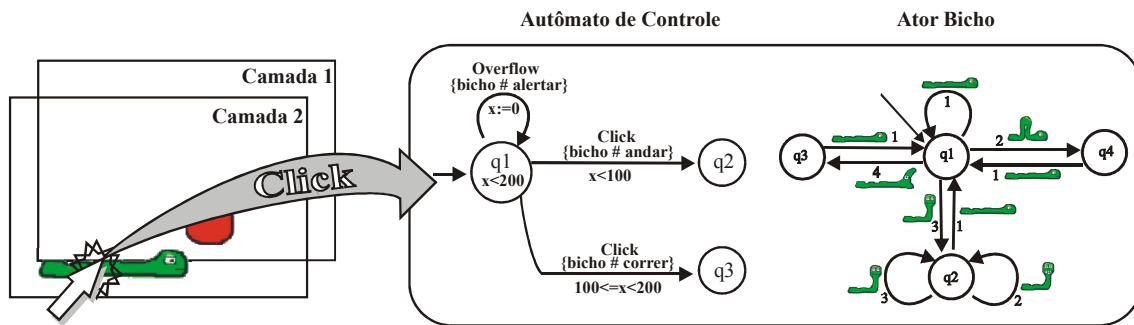 Autômato de Controle
Ator Bicho
Camada 1
Camada 2
Click
Overflow
{bicho # alertar}
x:=0
q1
x<200
Click
{bicho # andar}
x<100
q2
Click
{bicho # correr}
100<=x<200
q3
1
q3
1
q1
2
q4
4
1
3
1
q2
3
2